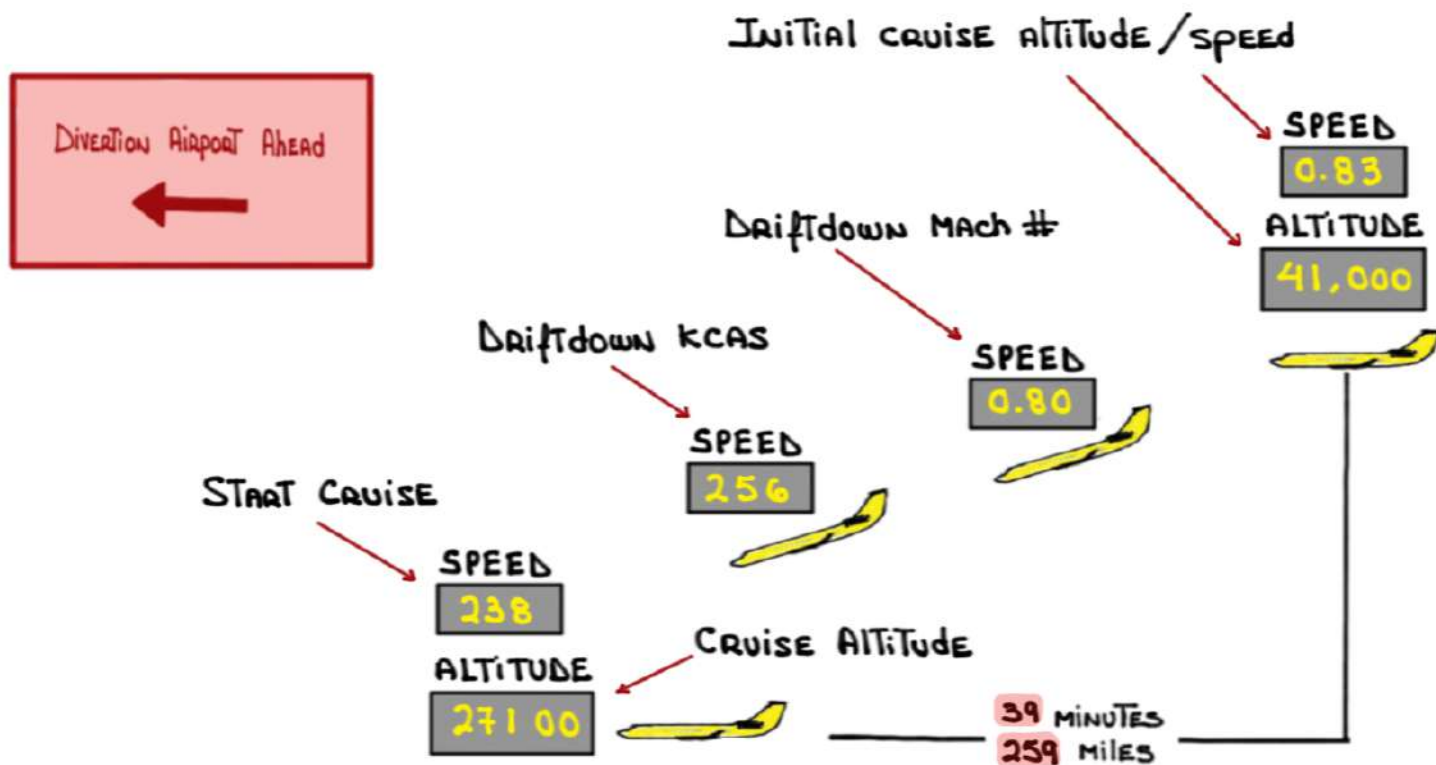 INITIAL CRUISE ALTITUDE/SPEED
DIVERTION AIRPORT AHEAD
SPEED
0.83
ALTITUDE
41,000
DRIFTDOWN MACH #
SPEED
0.80
DRIFTDOWN KCAS
SPEED
256
START CRUISE
SPEED
238
ALTITUDE
27100
CRUISE ALTITUDE
39 MINUTES
259 MILES